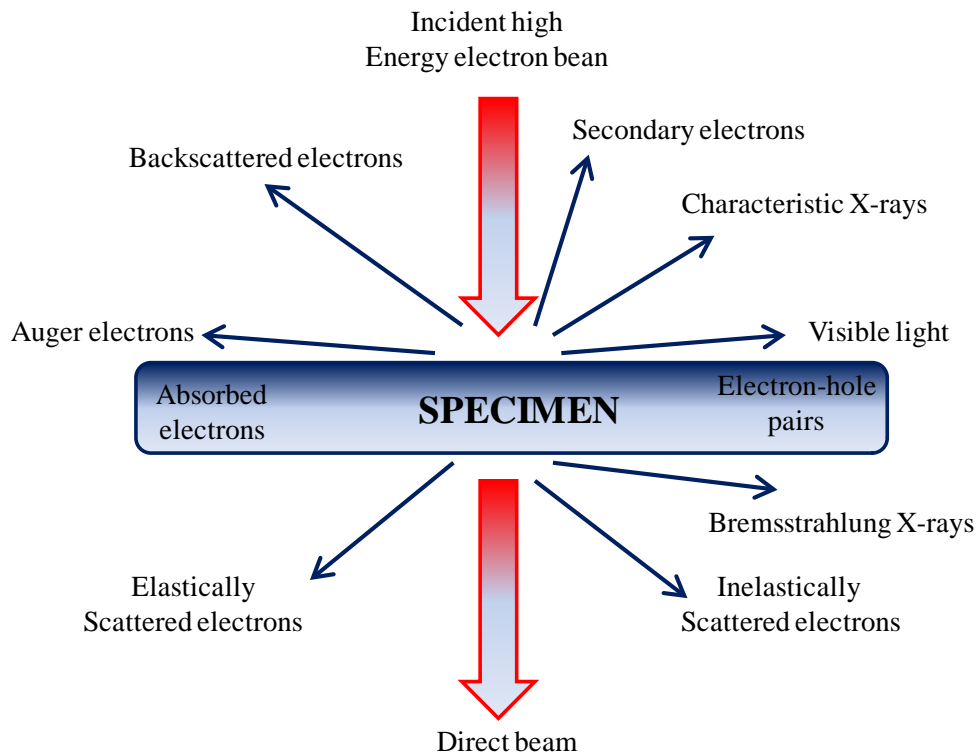 Incident high
Energy electron bean
Secondary electrons
Backscattered electrons
Characteristic X-rays
Auger electrons
Visible light
Absorbed
electrons
SPECIMEN
Electron-hole
pairs
Bremsstrahlung X-rays
Elastically
Scattered electrons
Inelastically
Scattered electrons
Direct beam